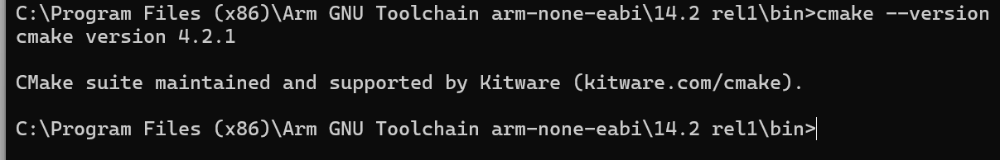 C:\Program Files (x86)\Arm GNU Toolchain arm-none-eabi\14.2 rel1\bin>cmake --version
cmake version 4.2.1
CMake suite maintained and supported by Kitware (kitware.com/cmake).
C:\Program Files (x86)\Arm GNU Toolchain arm-none-eabi\14.2 rel1\bin>